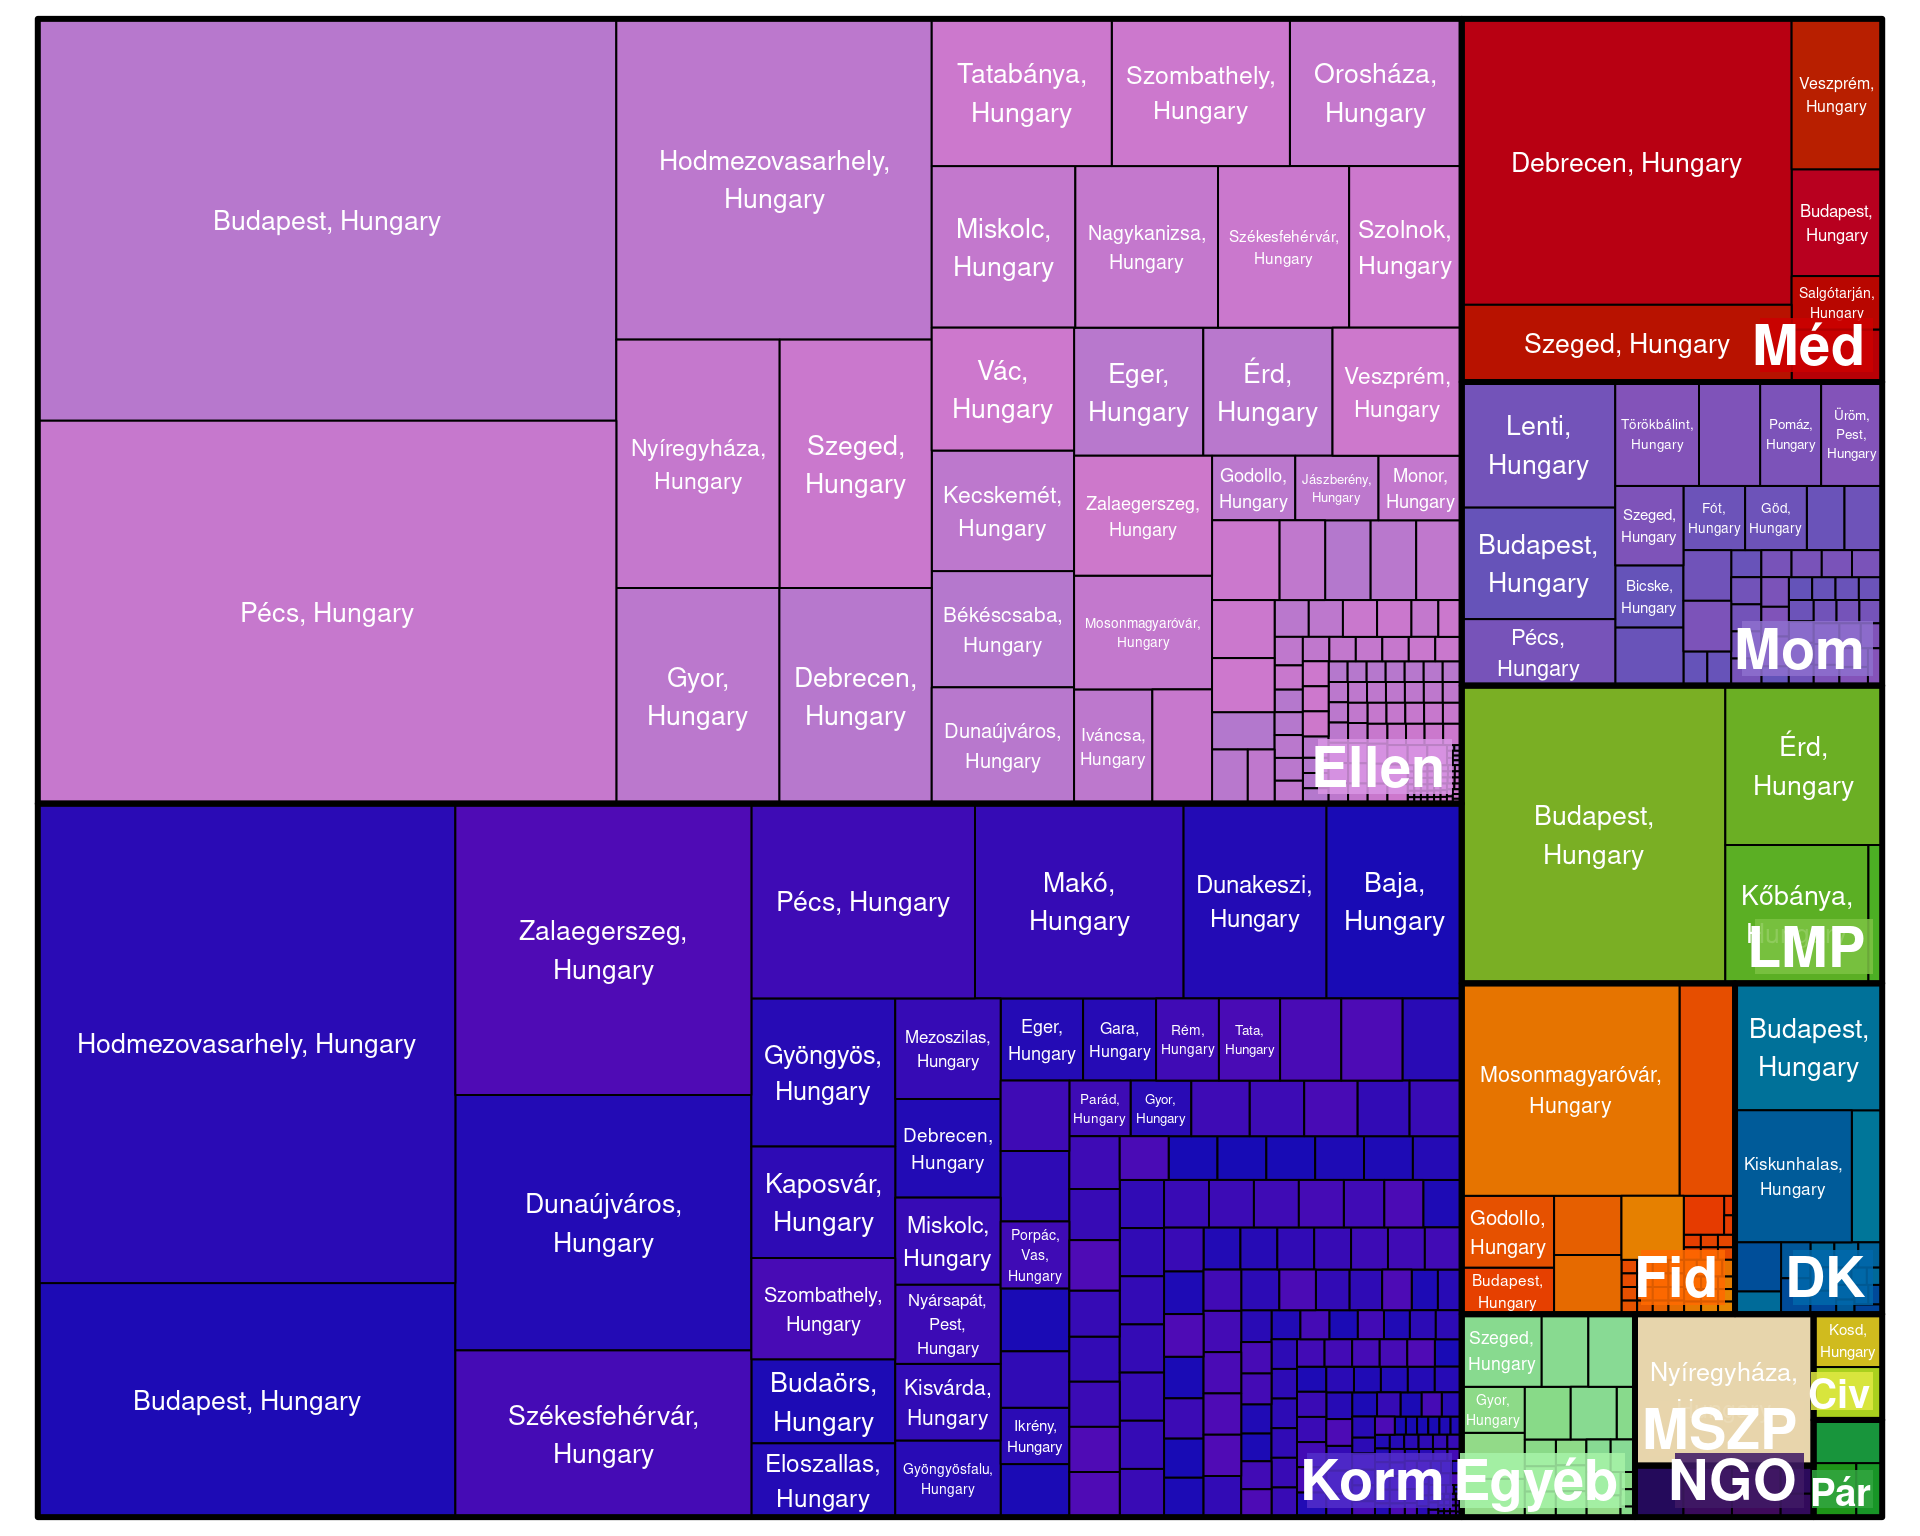 Budapest, Hungary
Pécs, Hungary
Hodmezovasarhely,
Hungary
Nyíregyháza,
Hungary
Szeged,
Hungary
Gyor,
Hungary
Debrecen,
Hungary
Tatabánya,
Hungary
Szombathely,
Hungary
Orosháza,
Hungary
Miskolc,
Hungary
Nagykanizsa,
Hungary
Székesfehérvár,
Hungary
Szolnok,
Hungary
Vác,
Hungary
Eger,
Hungary
Érd,
Hungary
Veszprém,
Hungary
Kecskemét,
Hungary
Zalaegerszeg,
Hungary
Godollo,
Hungary
Jászberény,
Hungary
Monor,
Hungary
Békéscsaba,
Hungary
Mosonmagyaróvár,
Hungary
Dunaújváros,
Hungary
Iváncsa,
Hungary
Ellen
Debrecen, Hungary
Veszprém,
Hungary
Budapest,
Hungary
Salgótarján,
Hungary
Szeged, Hungary
Méd
Lenti,
Hungary
Budapest,
Hungary
Pécs,
Hungary
Törökbálint,
Hungary
Pomáz,
Hungary
Üröm,
Pest,
Hungary
Szeged,
Hungary
Fót,
Hungary
Göd,
Hungary
Bicske,
Hungary
Mom
Budapest,
Hungary
Érd,
Hungary
Kőbánya,
LMP
Hodmezovasarhely, Hungary
Budapest, Hungary
Zalaegerszeg,
Hungary
Dunaújváros,
Hungary
Székesfehérvár,
Hungary
Pécs, Hungary
Makó,
Hungary
Dunakeszi,
Hungary
Baja,
Hungary
Gyöngyös,
Hungary
Kaposvár,
Hungary
Szombathely,
Hungary
Budaörs,
Hungary
Eloszallas,
Hungary
Mezoszilas,
Hungary
Debrecen,
Hungary
Miskolc,
Hungary
Nyársapát,
Pest,
Hungary
Kisvárda,
Hungary
Gyöngyösfalu,
Hungary
Eger,
Hungary
Gara,
Hungary
Rém,
Hungary
Tata,
Hungary
Parád,
Hungary
Gyor,
Hungary
Porpác,
Vas,
Hungary
Ikrény,
Hungary
Korm
Mosonmagyaróvár,
Hungary
Godollo,
Hungary
Budapest,
Hungary
Fid
Budapest,
Hungary
Kiskunhalas,
Hungary
DK
Szeged,
Hungary
Gyor,
Hungary
Egyéb
Nyíregyháza,
MSZP
NGO
Kosd,
Hungary
Civ
Pár